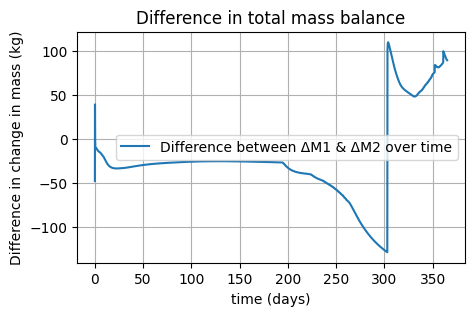 Difference in total mass balance
Difference in change in mass (kg)
100
50
0
−50
−100
Difference between ΔM1 & ΔM2 over time
0 50 100 150 200 250 300 350
time (days)